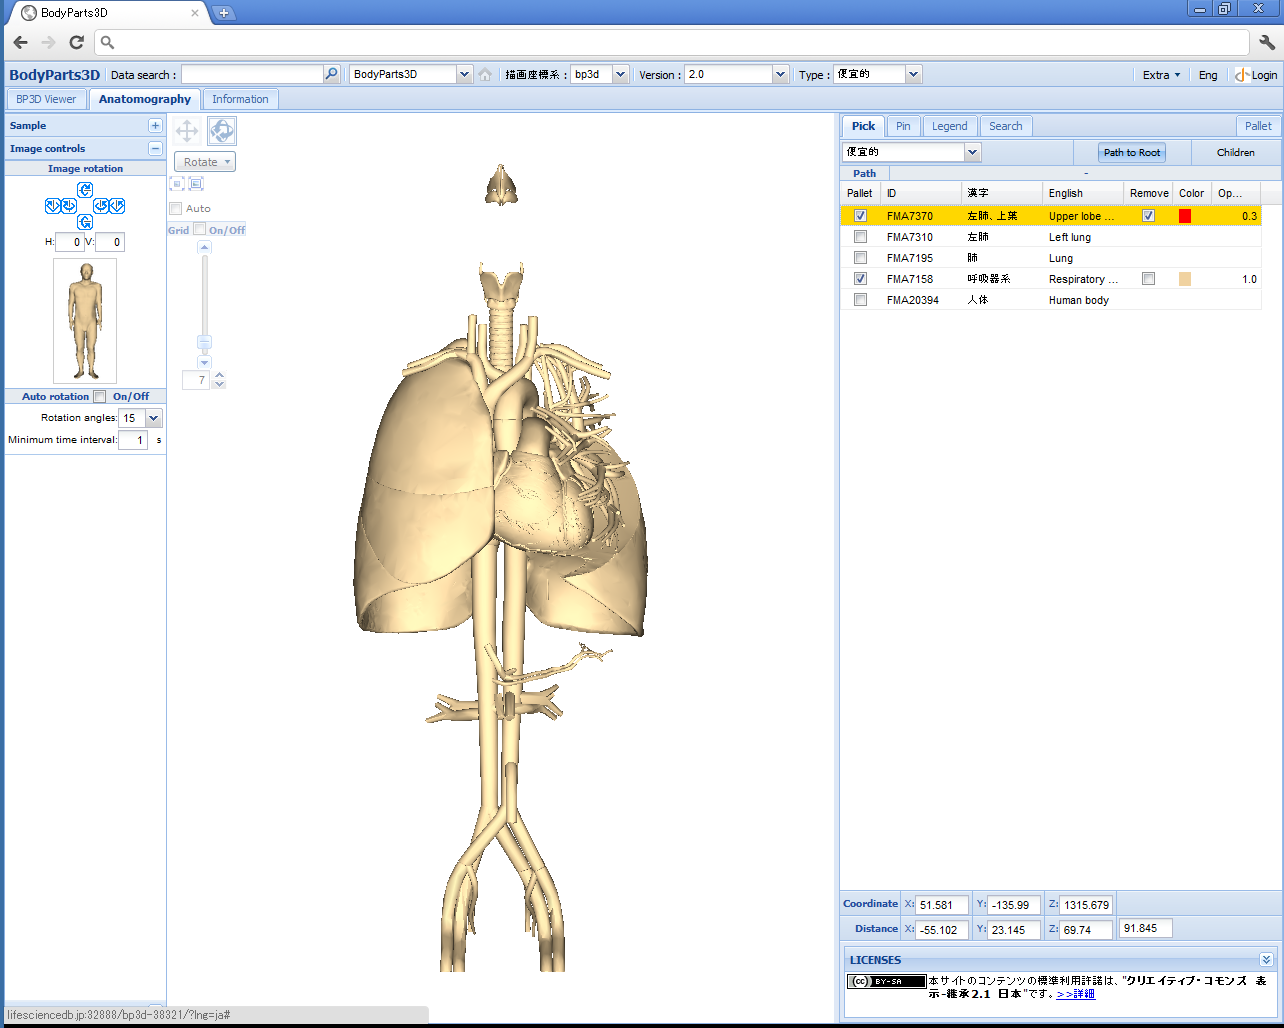 BodyParts3D
BodyParts3D Data search : BodyParts3D 描画座標系 : bp3d Version : 2.0 Type : 便宜的 Extra Eng Login
BP3D Viewer Anatomography Information
Sample
Image controls
Image rotation
H: 0 V: 0
Auto rotation On/Off
Rotation angles: 15
Minimum time interval: 1 s
Rotate
Auto
Grid On/Off
7
Pick Pin Legend Search Pallet
便宜的 Path to Root Children
Path -
Pallet ID 漢字 English Remove Color Op...
FMA7370 左肺、上葉 Upper lobe ... 0.3
FMA7310 左肺 Left lung
FMA7195 肺 Lung
FMA7158 呼吸器系 Respiratory ... 1.0
FMA20394 人体 Human body
Coordinate X: 51.581 Y: -135.99 Z: 1315.679
Distance X: -55.102 Y: 23.145 Z: 69.74 91.845
LICENSES
(cc) BY-SA 本サイトのコンテンツの標準利用許諾は、"クリエイティブ・コモンズ 表
示-継承2.1 日本"です。 >>詳細
lifesciencedb.jp:32888/bp3d-38321/?lng=ja#